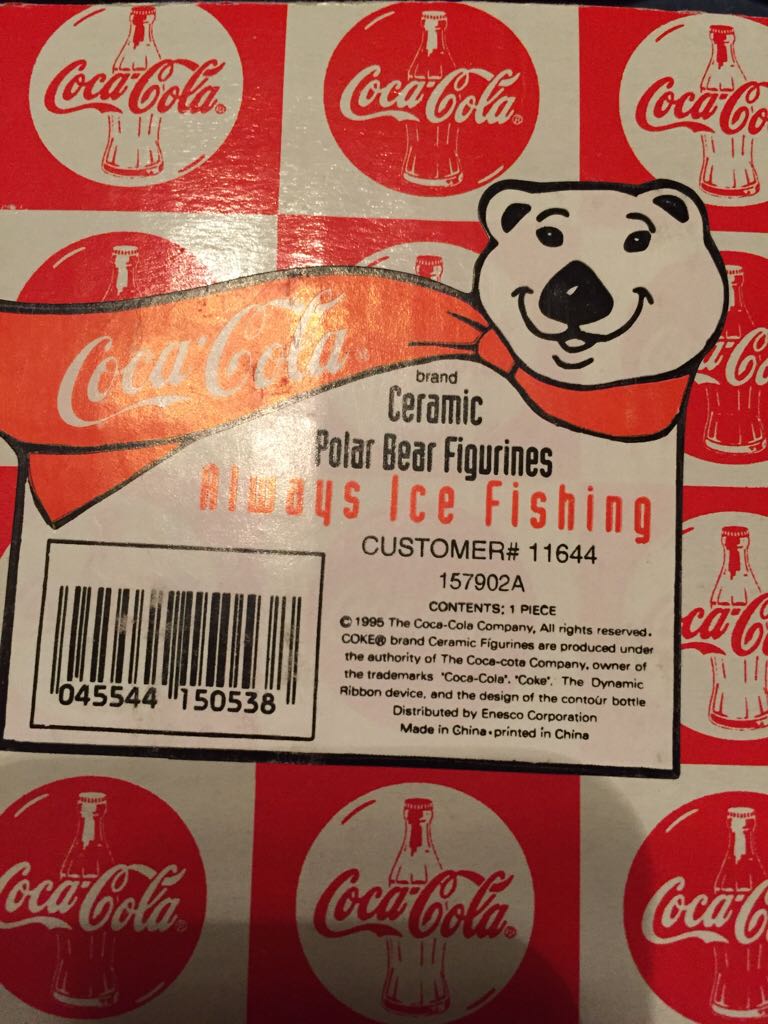 Coca-Cola®
Coca-Cola®
Coca-Co
Coca-Cola®
a-Co
brand
Ceramic
Polar Bear Figurines
Always Ice Fishing
CUSTOMER# 11644
157902A
CONTENTS: 1 PIECE
© 1995 The Coca-Cola Company, All rights reserved.
COKE® brand Ceramic Figurines are produced under
the authority of The Coca-cota Company, owner of
the trademarks "Coca-Cola", "Coke", The Dynamic
Ribbon device, and the design of the contour bottle
Distributed by Enesco Corporation
Made in China•printed in China
045544 150538
ca-Co
Coca-Cola®
Coca-Cola®
Coca-C